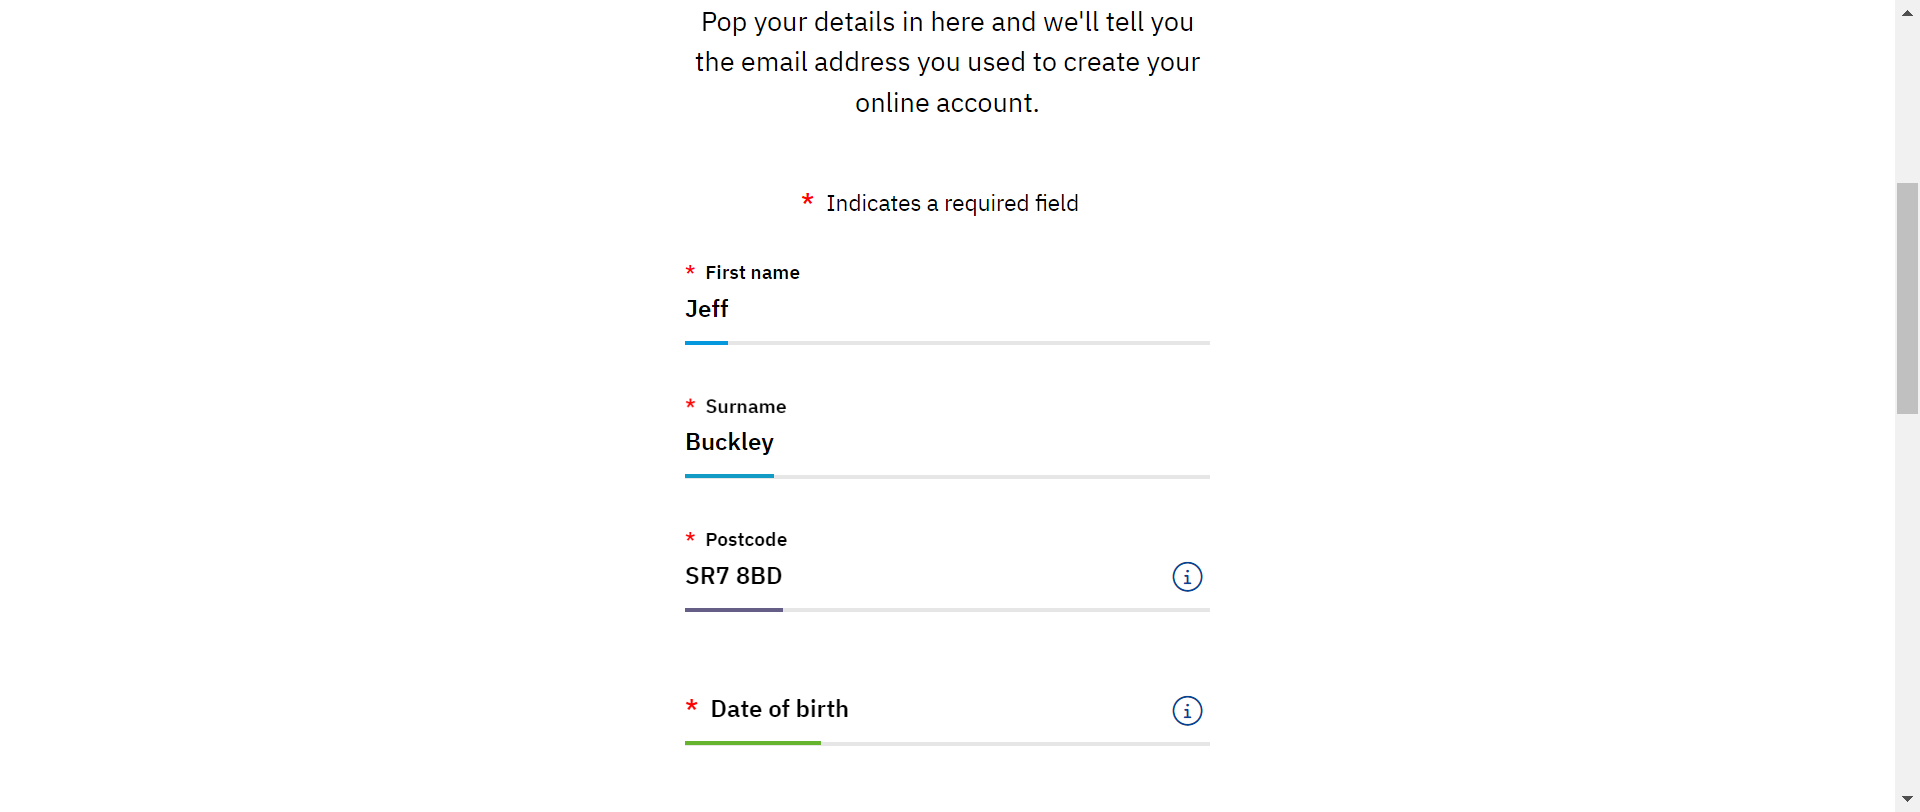 Pop your details in here and we'll tell you
the email address you used to create your
online account.
* Indicates a required field
* First name
Jeff
* Surname
Buckley
* Postcode
SR7 8BD
i
* Date of birth
i